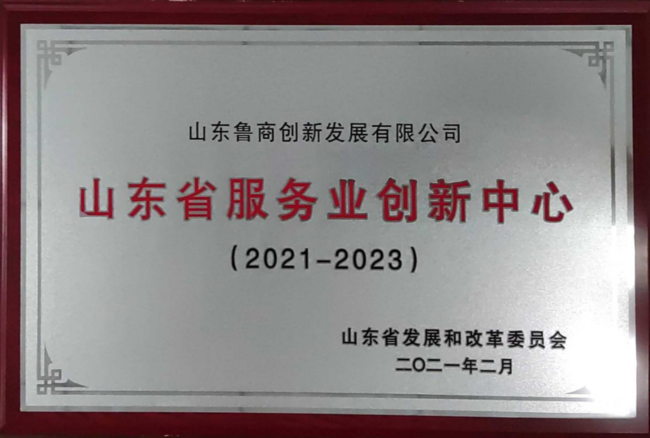 山东鲁商创新发展有限公司
山东省服务业创新中心
(2021-2023)
山东省发展和改革委员会
二〇二一年二月